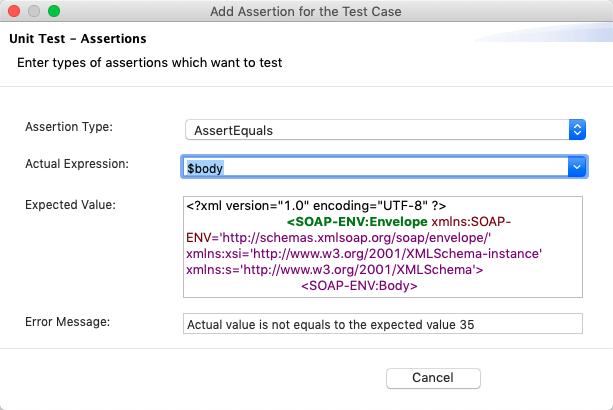 Add Assertion for the Test Case
Unit Test – Assertions
Enter types of assertions which want to test
Assertion Type:
AssertEquals
Actual Expression:
$body
Expected Value:
<?xml version="1.0" encoding="UTF-8" ?>
<SOAP-ENV:Envelope xmlns:SOAP-
ENV='http://schemas.xmlsoap.org/soap/envelope/'
xmlns:xsi='http://www.w3.org/2001/XMLSchema-instance'
xmlns:s='http://www.w3.org/2001/XMLSchema'>
<SOAP-ENV:Body>
Error Message:
Actual value is not equals to the expected value 35
Cancel